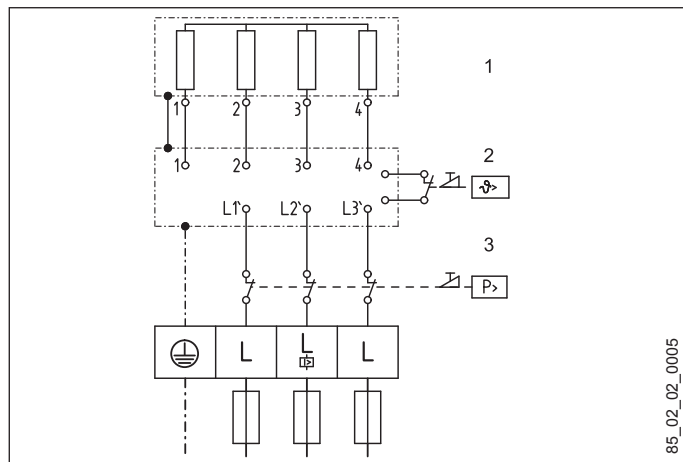 1
1 2 3 4
1 2 3 4
2
ϑ>
L1` L2` L3`
3
P>
L L L
I>
85_02_02_0005